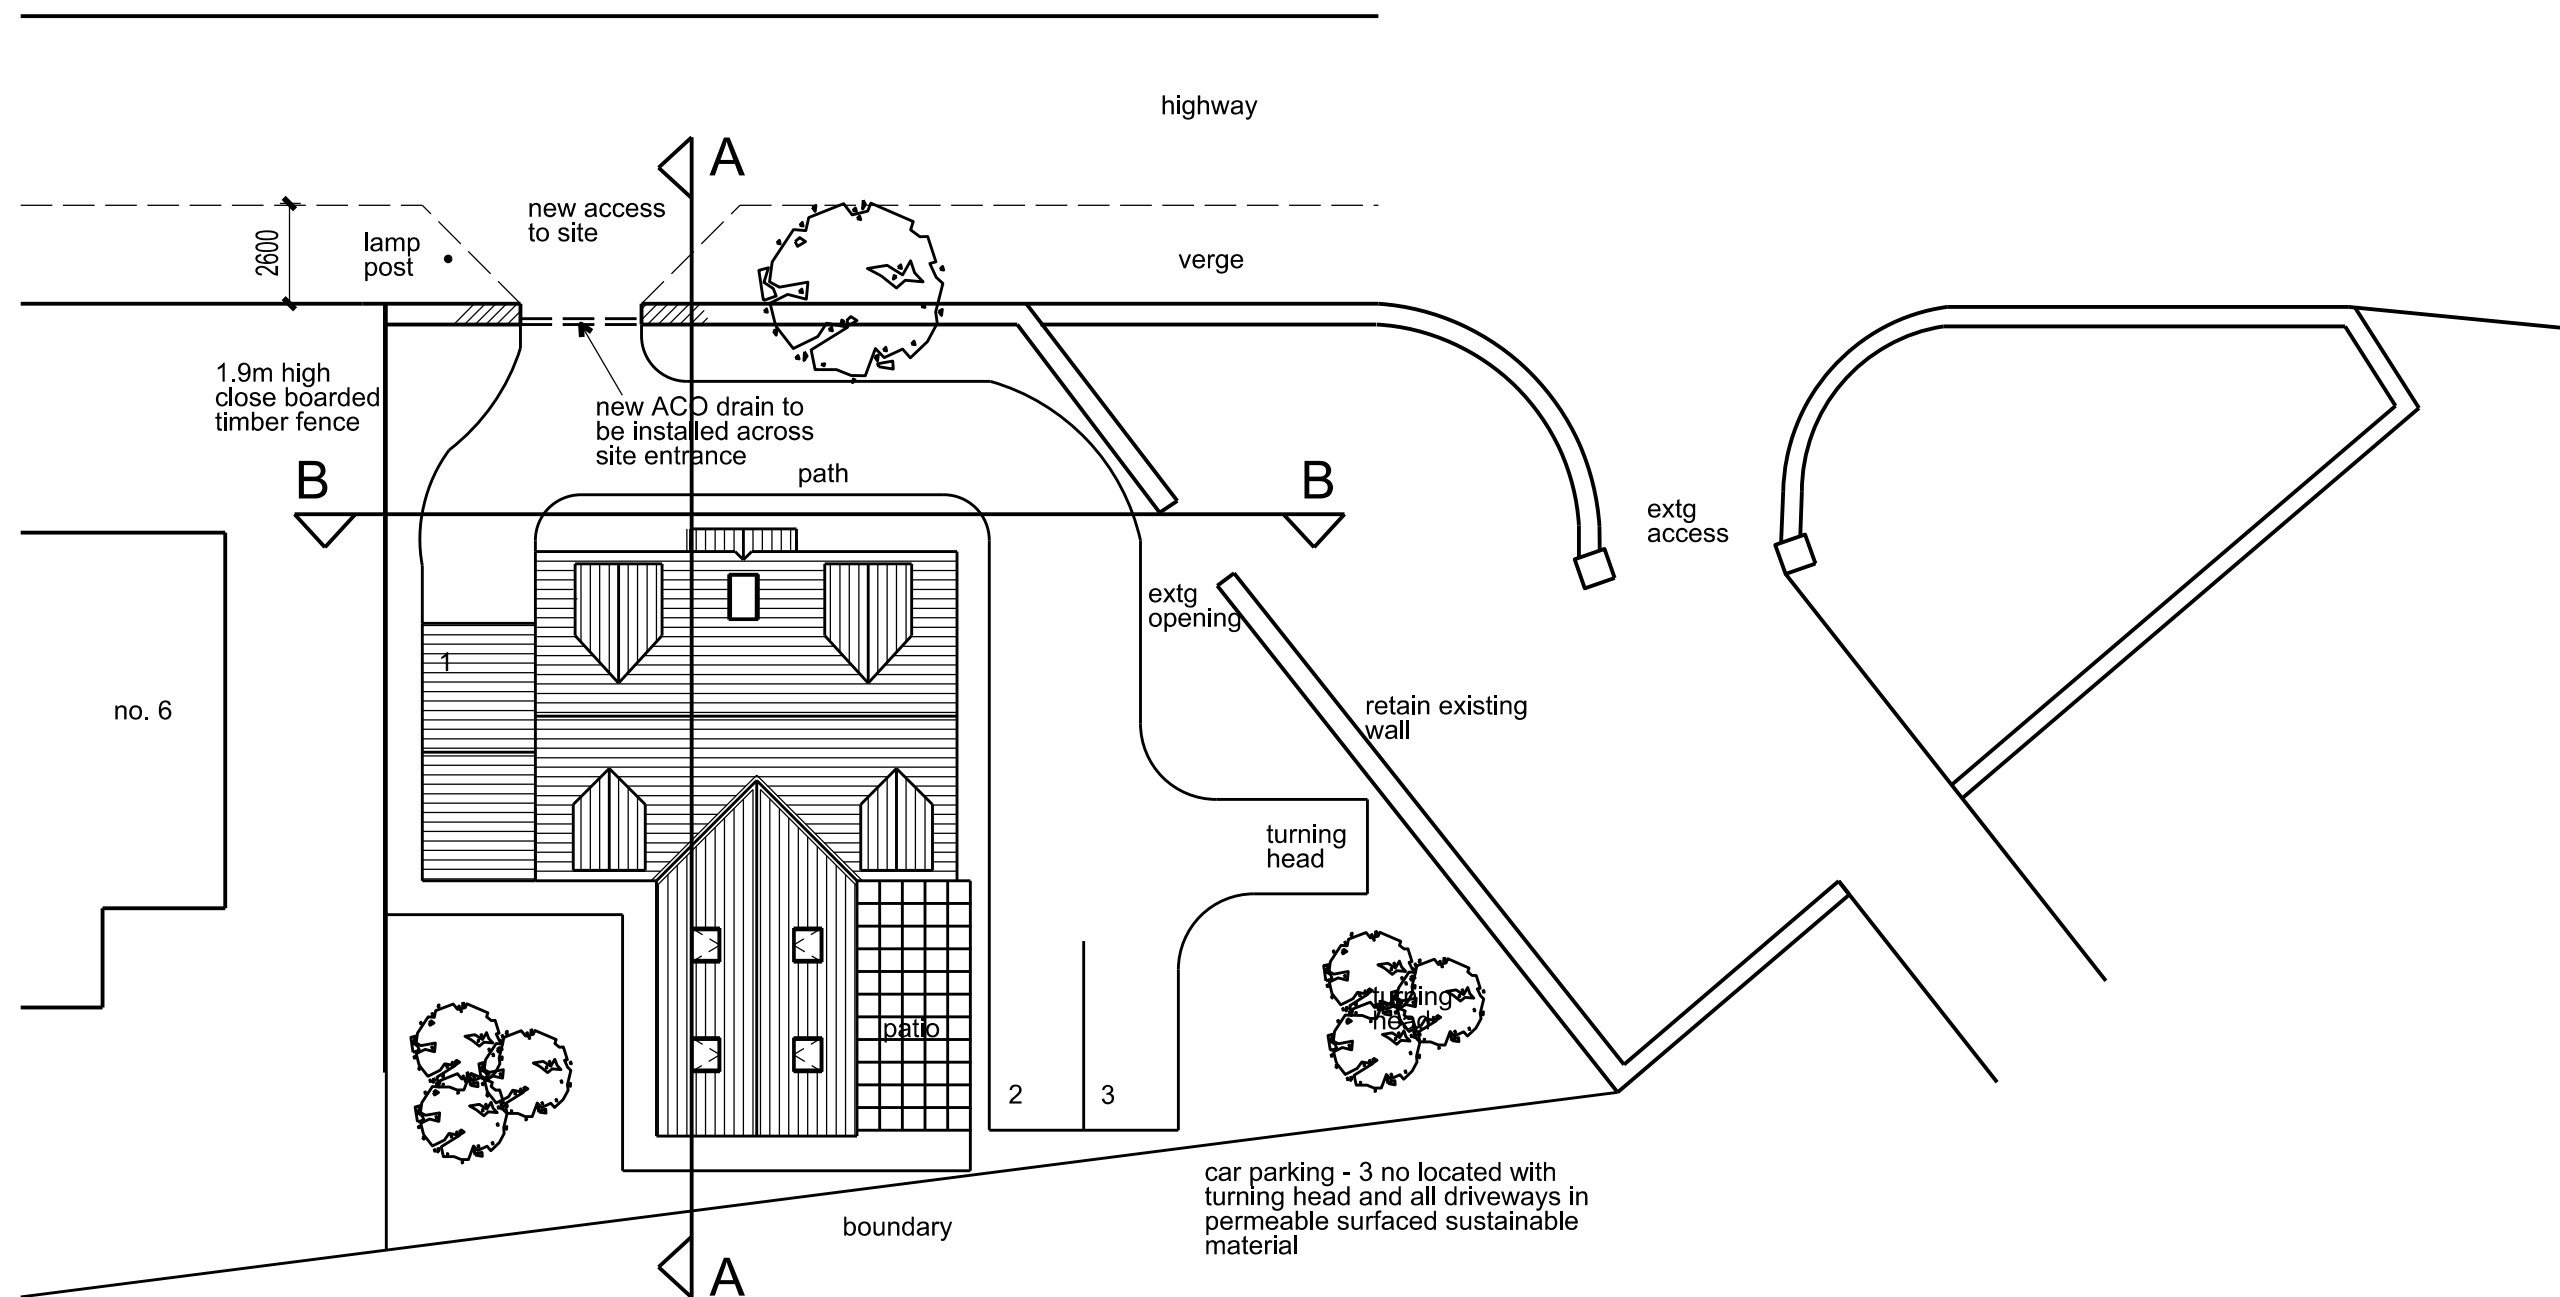 highway
A
new access
to site
2600
lamp
post
verge
1.9m high
close boarded
timber fence
new ACO drain to
be installed across
site entrance
path
B
B
extg
access
extg
opening
1
no. 6
retain existing
wall
turning
head
turning
head
patio
2
3
car parking - 3 no located with
turning head and all driveways in
permeable surfaced sustainable
material
boundary
A